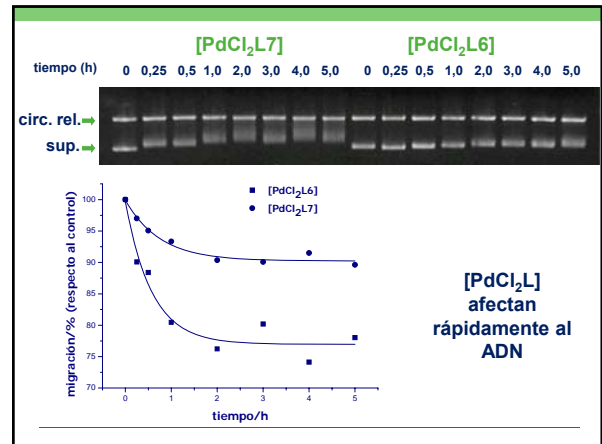 [PdCl2L7] [PdCl2L6]
tiempo (h) 0 0,25 0,5 1,0 2,0 3,0 4,0 5,0 0 0,25 0,5 1,0 2,0 3,0 4,0 5,0
circ. rel.
sup.
migración/% (respecto al control)
100
95
90
85
80
75
70
[PdCl2L6]
[PdCl2L7]
0 1 2 3 4 5
tiempo/h
[PdCl2L]
afectan
rápidamente al
ADN